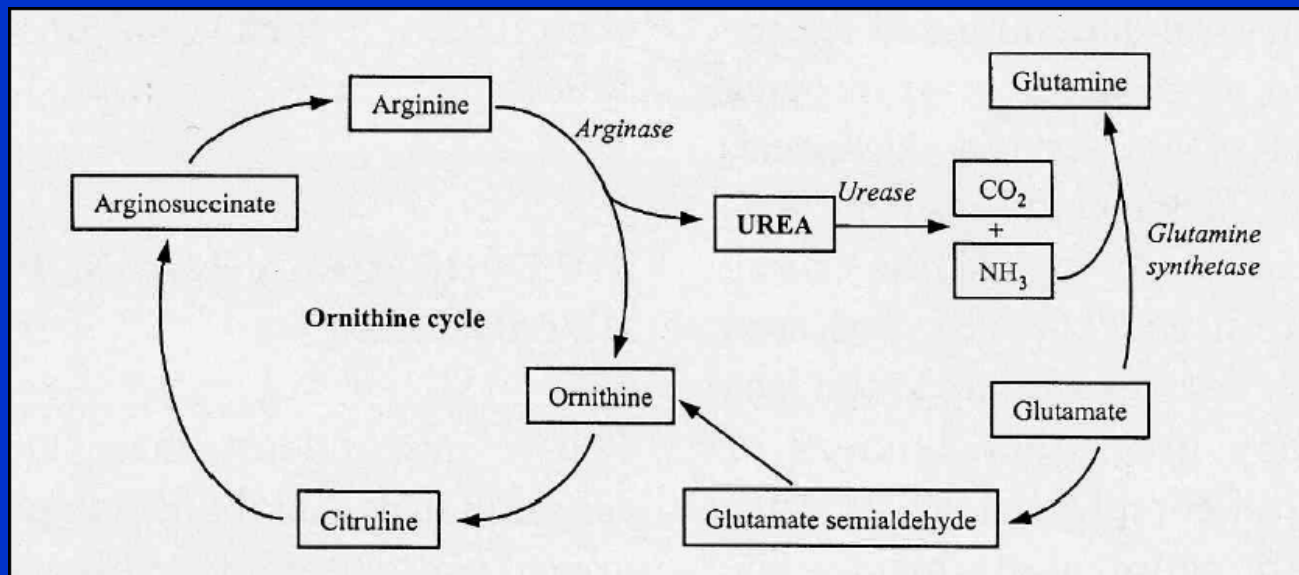 Glutamine
Arginine
Arginase
Arginosuccinate
UREA
Urease
CO₂
+
NH₃
Glutamine
synthetase
Ornithine cycle
Ornithine
Glutamate
Citruline
Glutamate semialdehyde